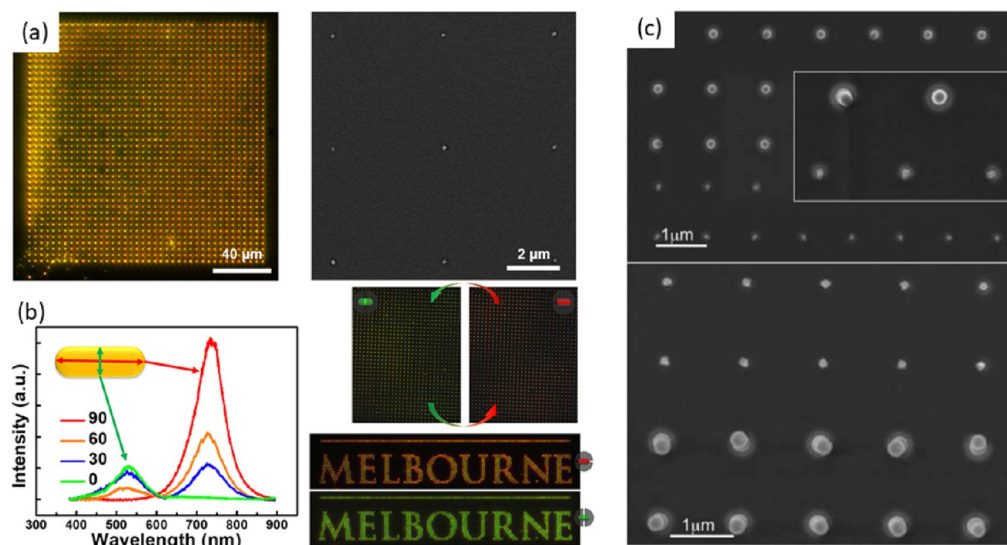 (a)
40 µm
2 µm
(b)
Intensity (a.u.)
90
60
30
0
300 400 500 600 700 800 900
Wavelength (nm)
MELBOURNE
MELBOURNE
(c)
1µm
1µm